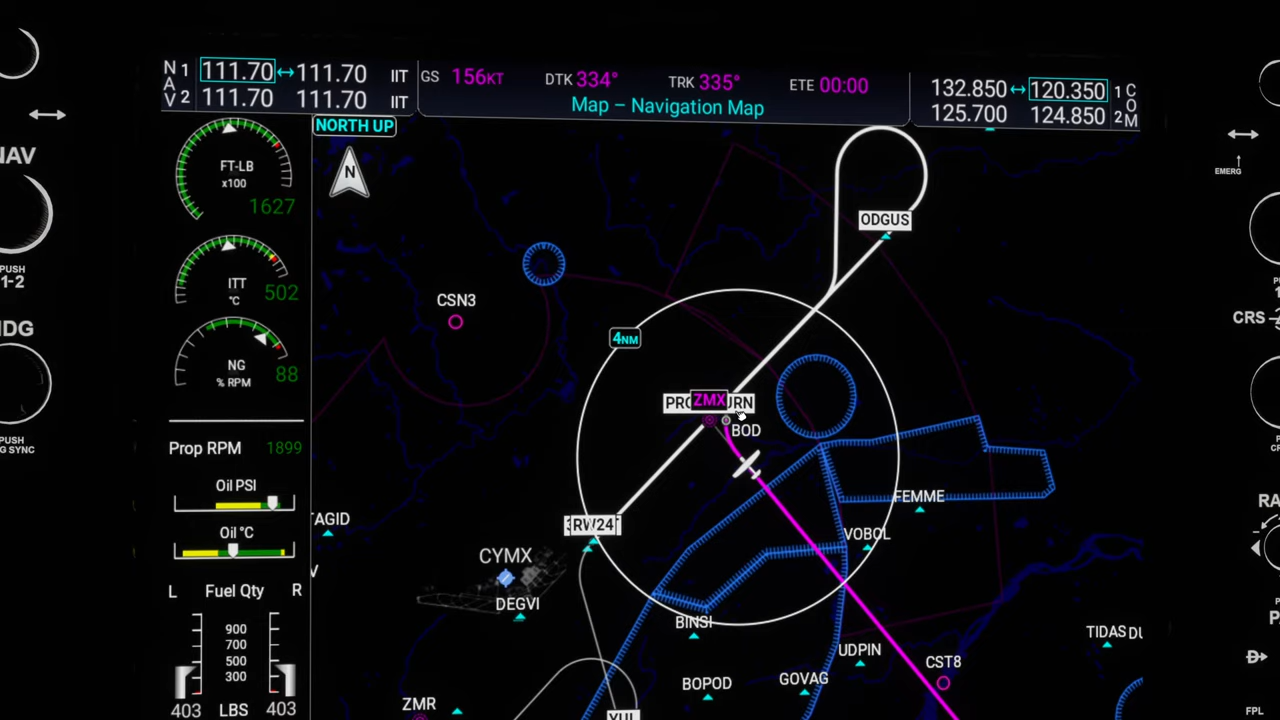 N 1 111.70 ↔ 111.70 IIT
A
V 2 111.70 111.70 IIT
GS 156KT DTK 334° TRK 335° ETE 00:00
Map – Navigation Map
132.850 ↔ 120.350 1 C
O
125.700 124.850 2 M
NORTH UP
N
FT-LB
x100
1627
ITT
°C
502
NG
% RPM
88
Prop RPM 1899
Oil PSI
Oil °C
L Fuel Qty R
900
700
500
300
403 LBS 403
ODGUS
CSN3
4NM
ZMX
BOD
FEMME
VOBOL
RW24
CYMX
DEGVI
BINSI
UDPIN
TIDAS
CST8
GOVAG
BOPOD
ZMR
NAV
PUSH
1-2
PUSH
EMERG
CRS
FPL